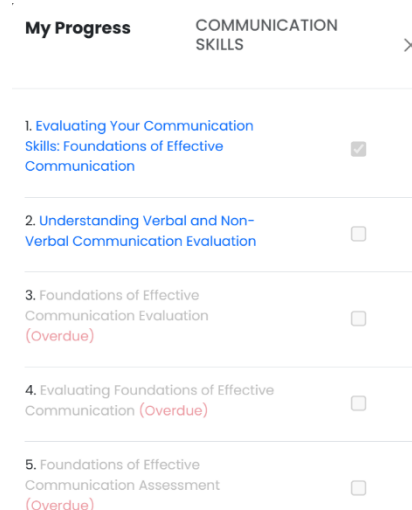 My Progress
COMMUNICATION
SKILLS
1. Evaluating Your Communication
Skills: Foundations of Effective
Communication
2. Understanding Verbal and Non-
Verbal Communication Evaluation
3. Foundations of Effective
Communication Evaluation
(Overdue)
4. Evaluating Foundations of Effective
Communication (Overdue)
5. Foundations of Effective
Communication Assessment
(Overdue)